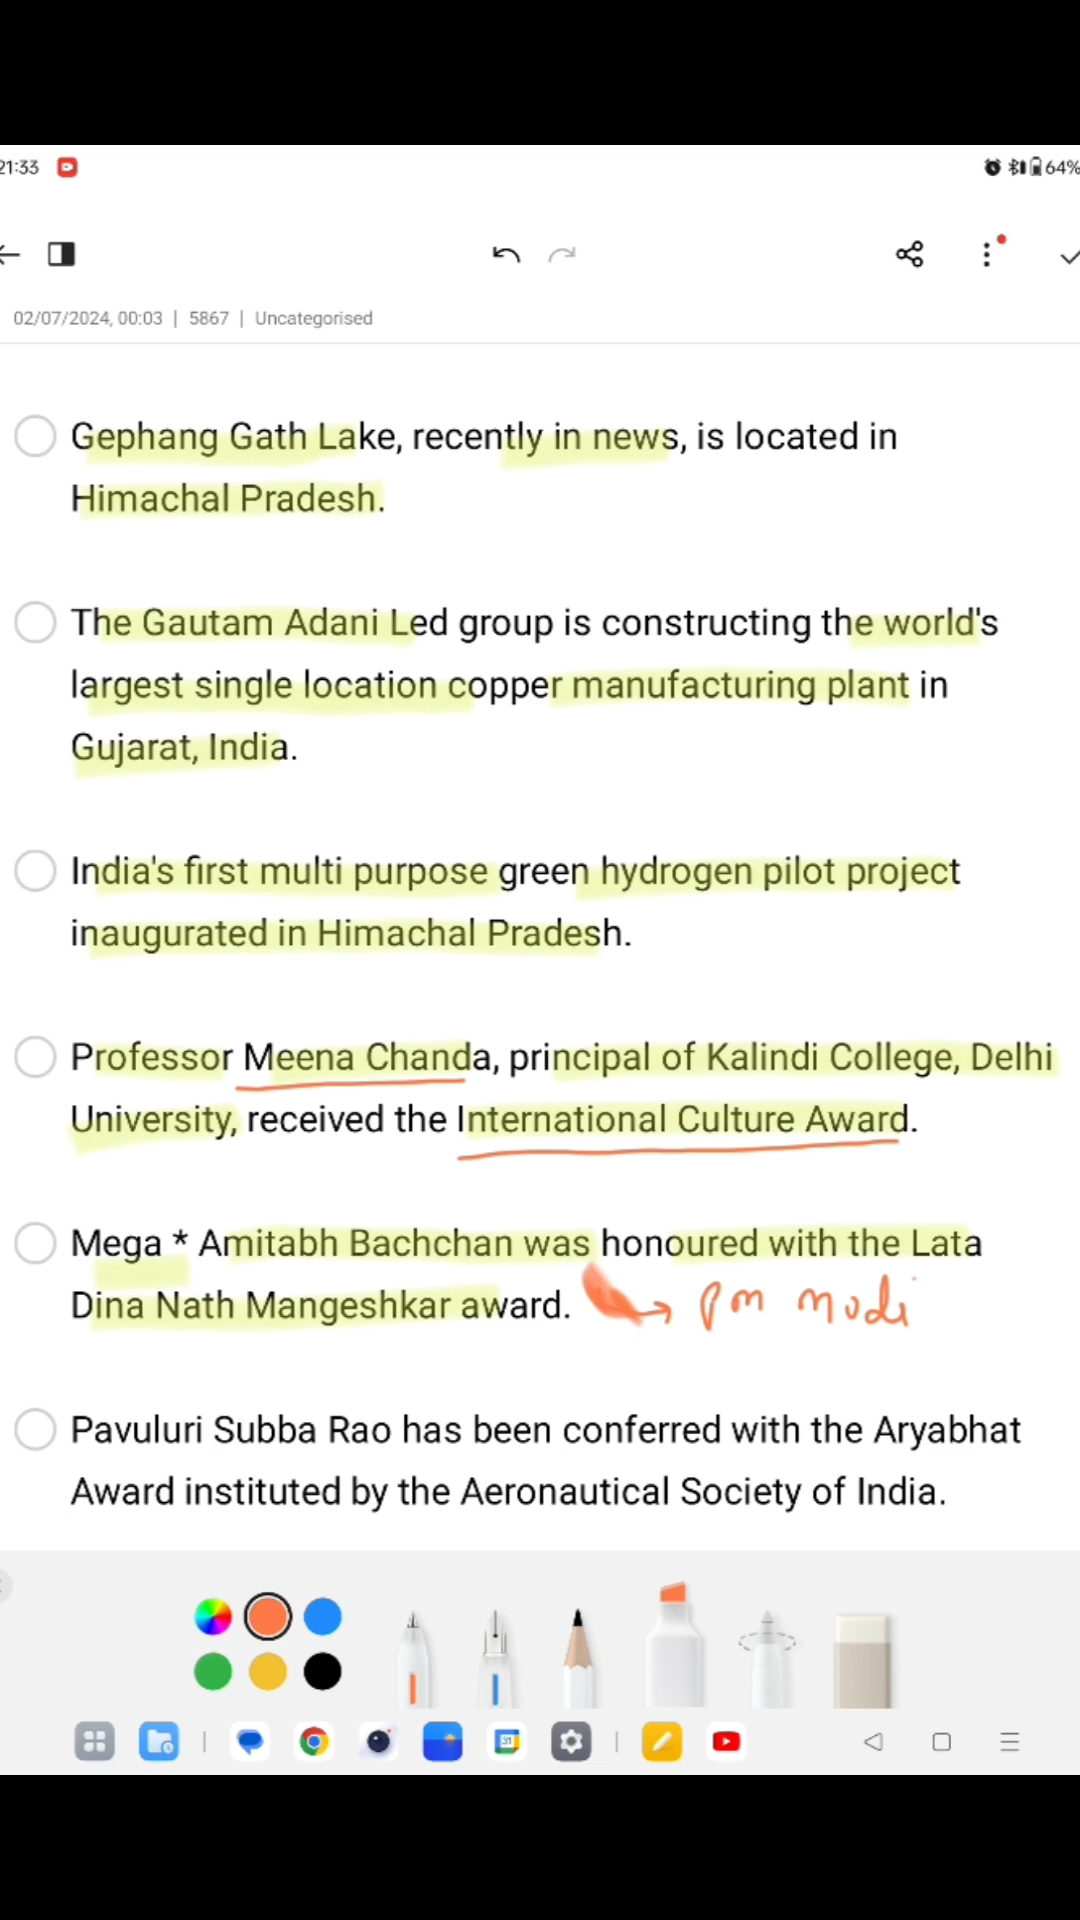 21:33
64%
02/07/2024, 00:03 | 5867 | Uncategorised
Gephang Gath Lake, recently in news, is located in
Himachal Pradesh.
The Gautam Adani Led group is constructing the world's
largest single location copper manufacturing plant in
Gujarat, India.
India's first multi purpose green hydrogen pilot project
inaugurated in Himachal Pradesh.
Professor Meena Chanda, principal of Kalindi College, Delhi
University, received the International Culture Award.
Mega * Amitabh Bachchan was honoured with the Lata
Dina Nath Mangeshkar award. → Pm modi
Pavuluri Subba Rao has been conferred with the Aryabhat
Award instituted by the Aeronautical Society of India.
31